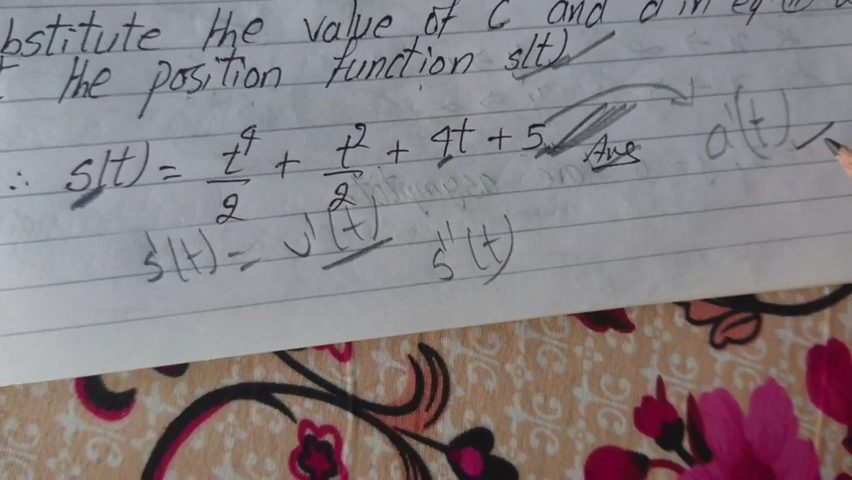 bstitute the value of C and d in eq
the position function s(t)
∴ s(t) = t⁴/2 + t²/2 + 4t + 5 Ans a'(t)
s'(t) = v'(t) s''(t)